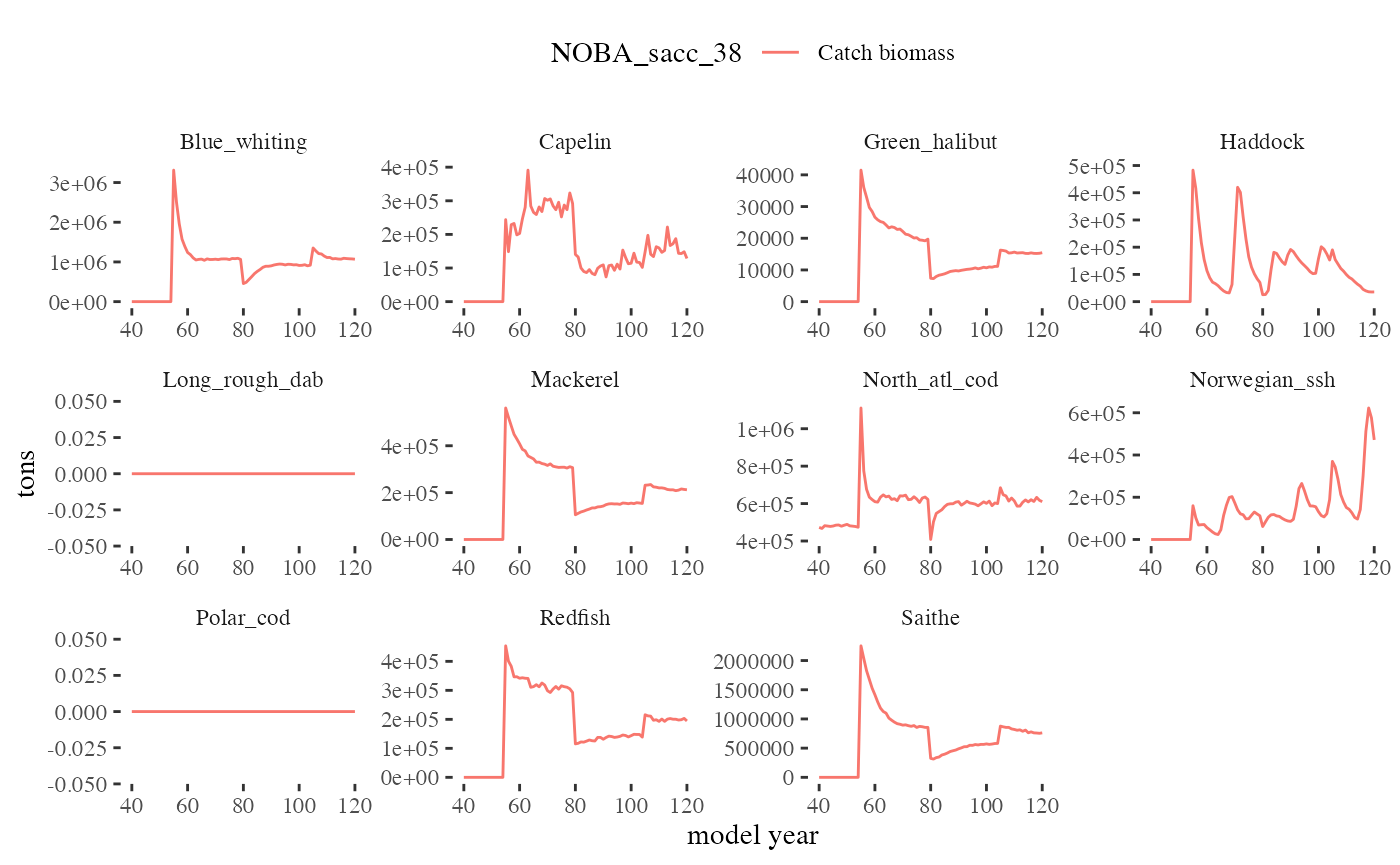 NOBA_sacc_38 Catch biomass
Blue_whiting Capelin Green_halibut Haddock
3e+06
2e+06
1e+06
0e+00
40 60 80 100 120
4e+05
3e+05
2e+05
1e+05
0e+00
40 60 80 100 120
40000
30000
20000
10000
0
40 60 80 100 120
5e+05
4e+05
3e+05
2e+05
1e+05
0e+00
40 60 80 100 120
tons
Long_rough_dab Mackerel North_atl_cod Norwegian_ssh
0.050
0.025
0.000
-0.025
-0.050
40 60 80 100 120
4e+05
2e+05
0e+00
40 60 80 100 120
1e+06
8e+05
6e+05
4e+05
40 60 80 100 120
6e+05
4e+05
2e+05
0e+00
40 60 80 100 120
Polar_cod Redfish Saithe
0.050
0.025
0.000
-0.025
-0.050
40 60 80 100 120
4e+05
3e+05
2e+05
1e+05
0e+00
40 60 80 100 120
2000000
1500000
1000000
500000
0
40 60 80 100 120
model year